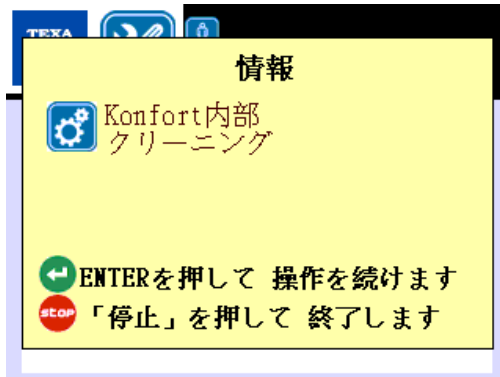 TEXA
情報
Konfort内部
クリーニング
ENTERを押して 操作を続けます
stop 「停止」を押して 終了します